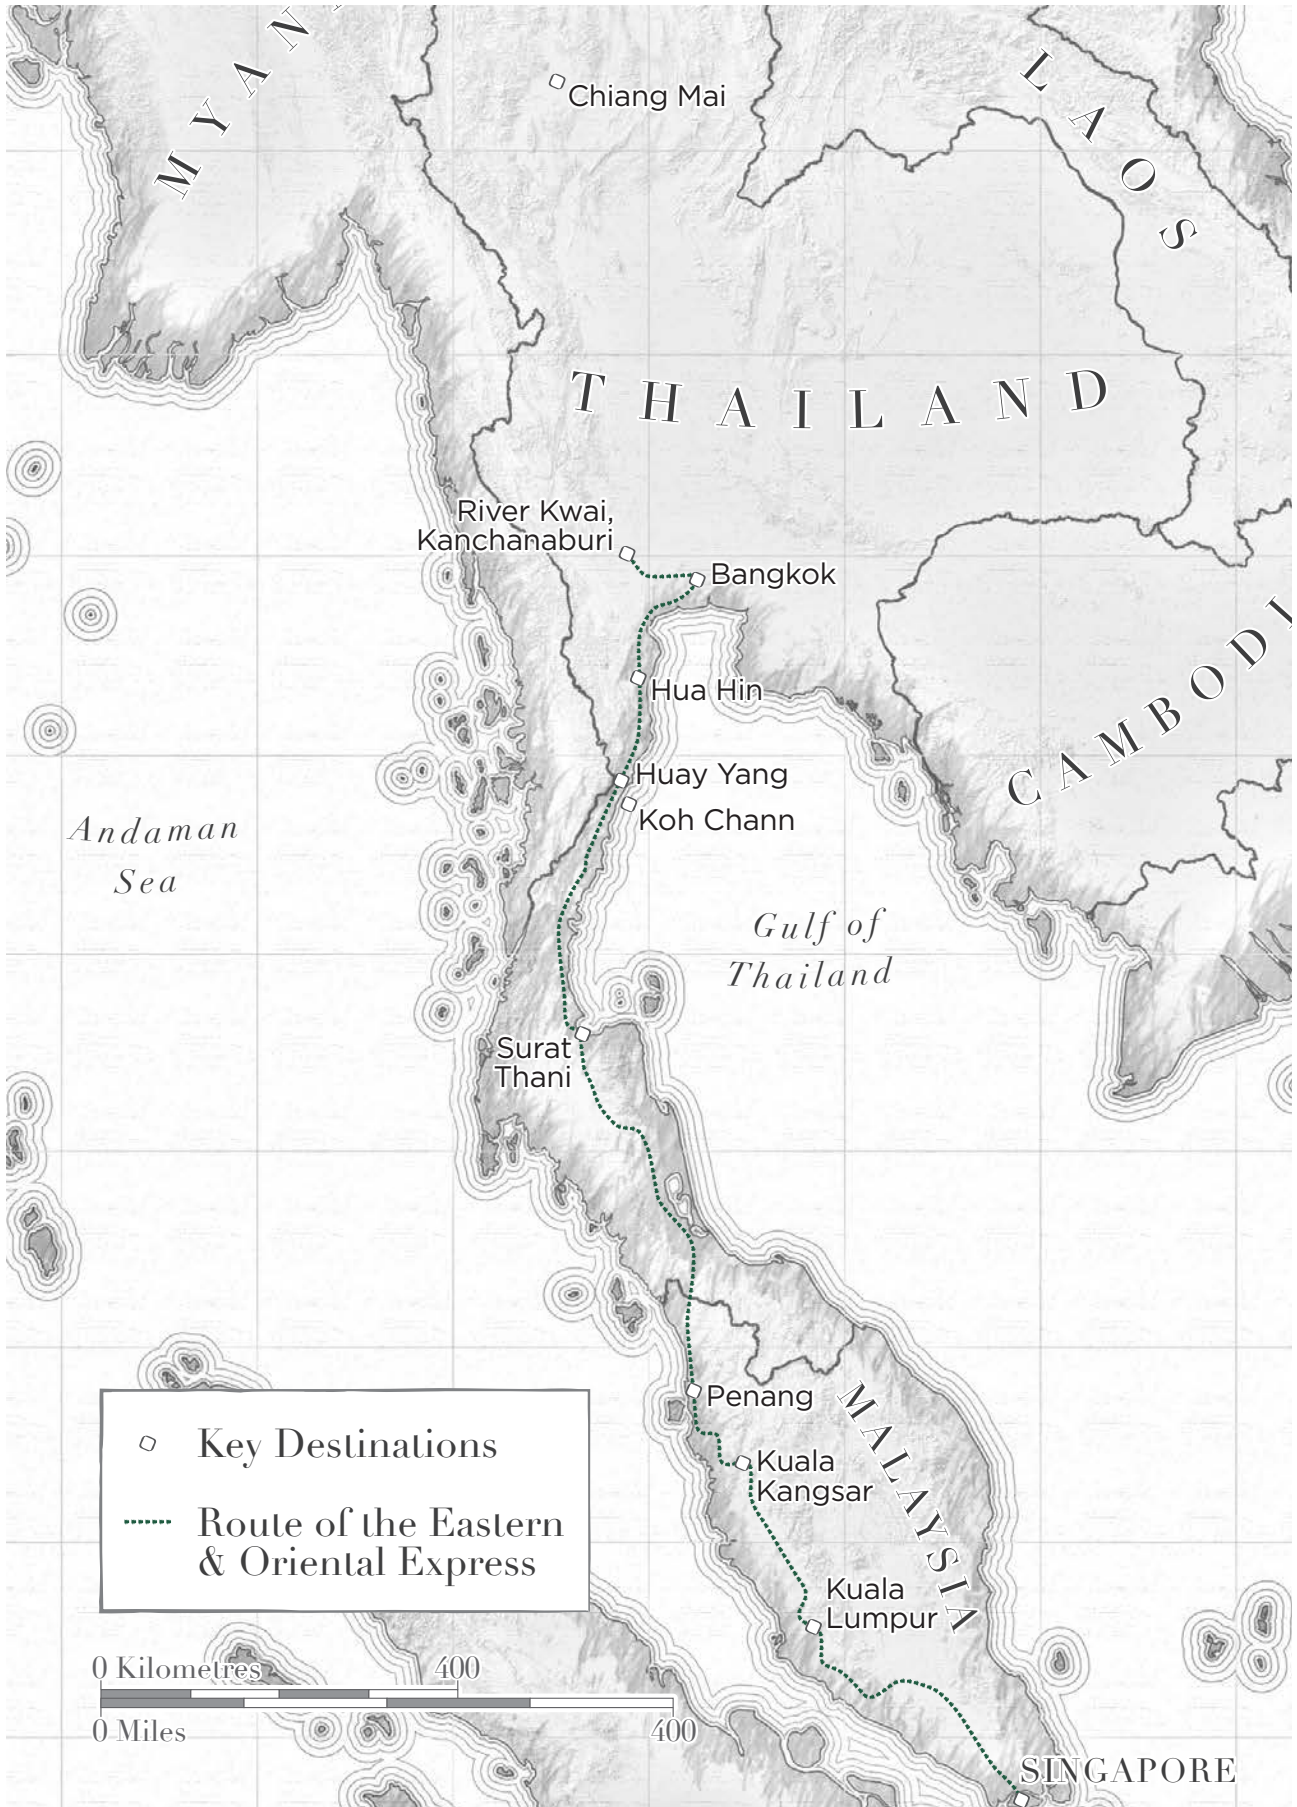 MYAN
Chiang Mai
LAOS
THAILAND
River Kwai,
Kanchanaburi
Bangkok
Hua Hin
CAMBODI
Huay Yang
Koh Chann
Andaman
Sea
Gulf of
Thailand
Surat
Thani
Penang
MALAYSIA
Key Destinations
Kuala
Kangsar
Route of the Eastern
& Oriental Express
Kuala
Lumpur
0 Kilometres 400
0 Miles 400
SINGAPORE